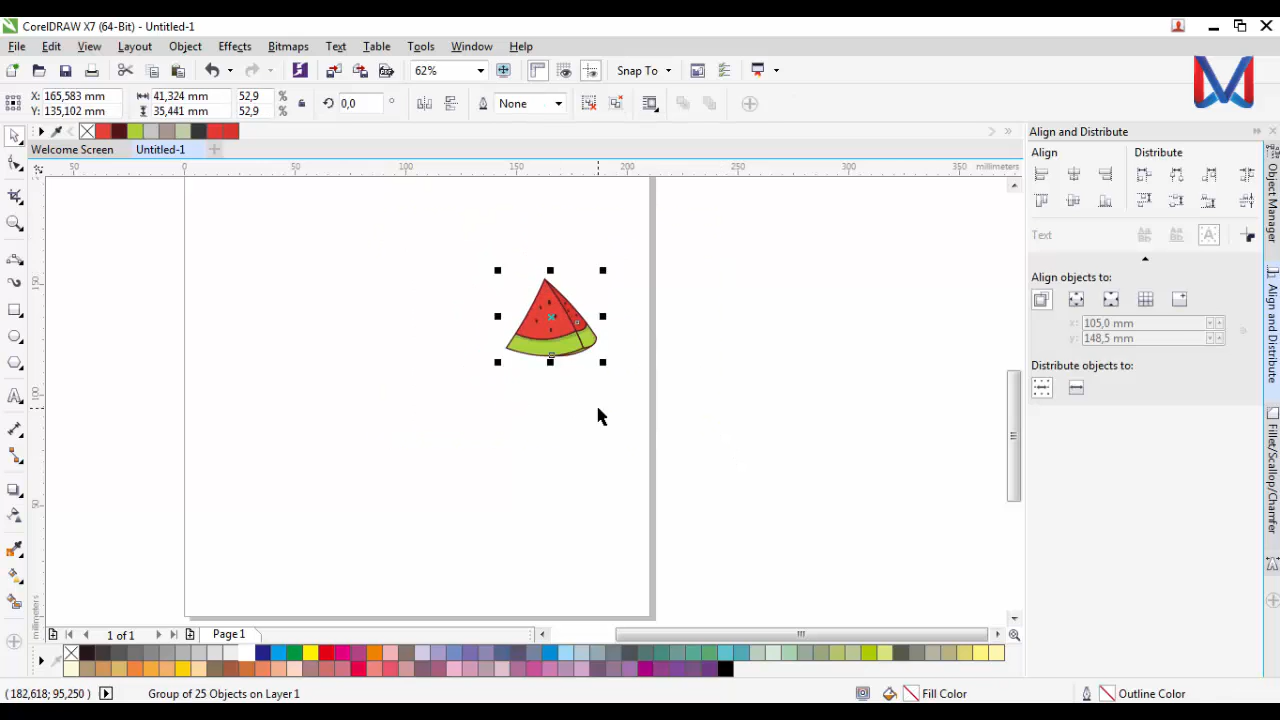 CorelDRAW X7 (64-Bit) - Untitled-1
File Edit View Layout Object Effects Bitmaps Text Table Tools Window Help
62% Snap To
X: 165,583 mm 41,324 mm 52,9 %
Y: 135,102 mm 35,441 mm 52,9 %
0,0 ° None
Welcome Screen Untitled-1
50 0 50 100 150 200 250 300 350 millimeters
150
100
50
millimeters
Align and Distribute
Align Distribute
Text
Align objects to:
x: 105,0 mm
y: 148,5 mm
Distribute objects to:
Object Manager
Align and Distribute
Fillet/Scallop/Chamfer
1 of 1 Page1
(182,618; 95,250) Group of 25 Objects on Layer 1 Fill Color Outline Color